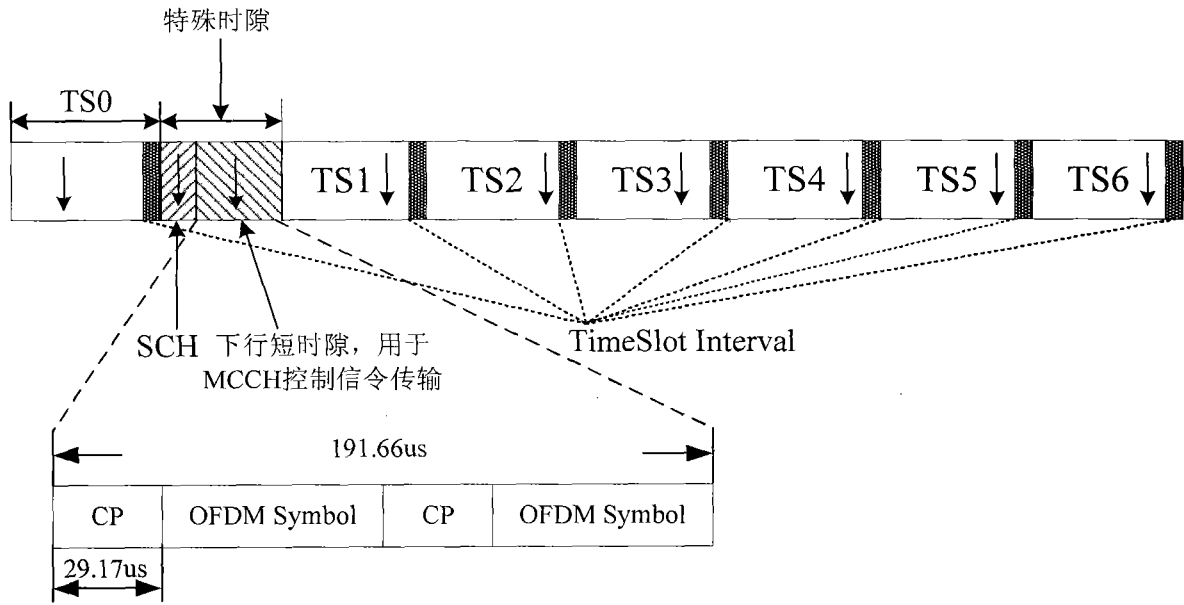 特殊时隙
TS0
TS1
TS2
TS3
TS4
TS5
TS6
SCH
下行短时隙，用于
MCCH控制信令传输
TimeSlot Interval
191.66us
CP
OFDM Symbol
CP
OFDM Symbol
29.17us